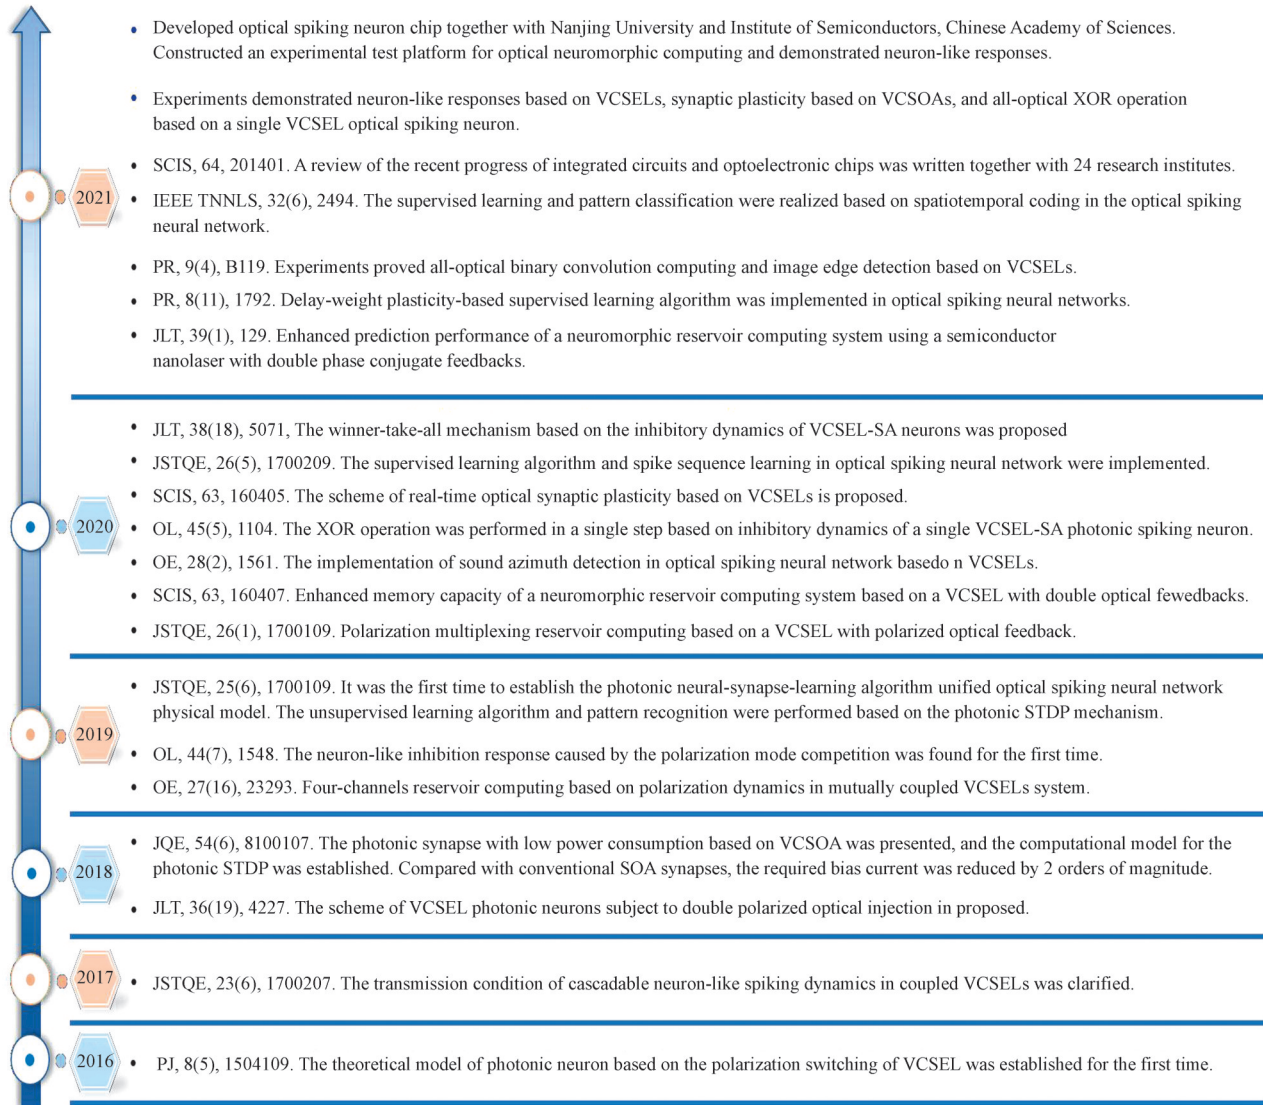 Developed optical spiking neuron chip together with Nanjing University and Institute of Semiconductors, Chinese Academy of Sciences.
Constructed an experimental test platform for optical neuromorphic computing and demonstrated neuron-like responses.
Experiments demonstrated neuron-like responses based on VCSELs, synaptic plasticity based on VCSOAs, and all-optical XOR operation
based on a single VCSEL optical spiking neuron.
SCIS, 64, 201401. A review of the recent progress of integrated circuits and optoelectronic chips was written together with 24 research institutes.
2021
IEEE TNNLS, 32(6), 2494. The supervised learning and pattern classification were realized based on spatiotemporal coding in the optical spiking
neural network.
PR, 9(4), B119. Experiments proved all-optical binary convolution computing and image edge detection based on VCSELs.
PR, 8(11), 1792. Delay-weight plasticity-based supervised learning algorithm was implemented in optical spiking neural networks.
JLT, 39(1), 129. Enhanced prediction performance of a neuromorphic reservoir computing system using a semiconductor
nanolaser with double phase conjugate feedbacks.
JLT, 38(18), 5071, The winner-take-all mechanism based on the inhibitory dynamics of VCSEL-SA neurons was proposed
JSTQE, 26(5), 1700209. The supervised learning algorithm and spike sequence learning in optical spiking neural network were implemented.
SCIS, 63, 160405. The scheme of real-time optical synaptic plasticity based on VCSELs is proposed.
2020
OL, 45(5), 1104. The XOR operation was performed in a single step based on inhibitory dynamics of a single VCSEL-SA photonic spiking neuron.
OE, 28(2), 1561. The implementation of sound azimuth detection in optical spiking neural network basedo n VCSELs.
SCIS, 63, 160407. Enhanced memory capacity of a neuromorphic reservoir computing system based on a VCSEL with double optical fewedbacks.
JSTQE, 26(1), 1700109. Polarization multiplexing reservoir computing based on a VCSEL with polarized optical feedback.
JSTQE, 25(6), 1700109. It was the first time to establish the photonic neural-synapse-learning algorithm unified optical spiking neural network
physical model. The unsupervised learning algorithm and pattern recognition were performed based on the photonic STDP mechanism.
2019
OL, 44(7), 1548. The neuron-like inhibition response caused by the polarization mode competition was found for the first time.
OE, 27(16), 23293. Four-channels reservoir computing based on polarization dynamics in mutually coupled VCSELs system.
JQE, 54(6), 8100107. The photonic synapse with low power consumption based on VCSOA was presented, and the computational model for the
photonic STDP was established. Compared with conventional SOA synapses, the required bias current was reduced by 2 orders of magnitude.
2018
JLT, 36(19), 4227. The scheme of VCSEL photonic neurons subject to double polarized optical injection in proposed.
2017
JSTQE, 23(6), 1700207. The transmission condition of cascadable neuron-like spiking dynamics in coupled VCSELs was clarified.
2016
PJ, 8(5), 1504109. The theoretical model of photonic neuron based on the polarization switching of VCSEL was established for the first time.